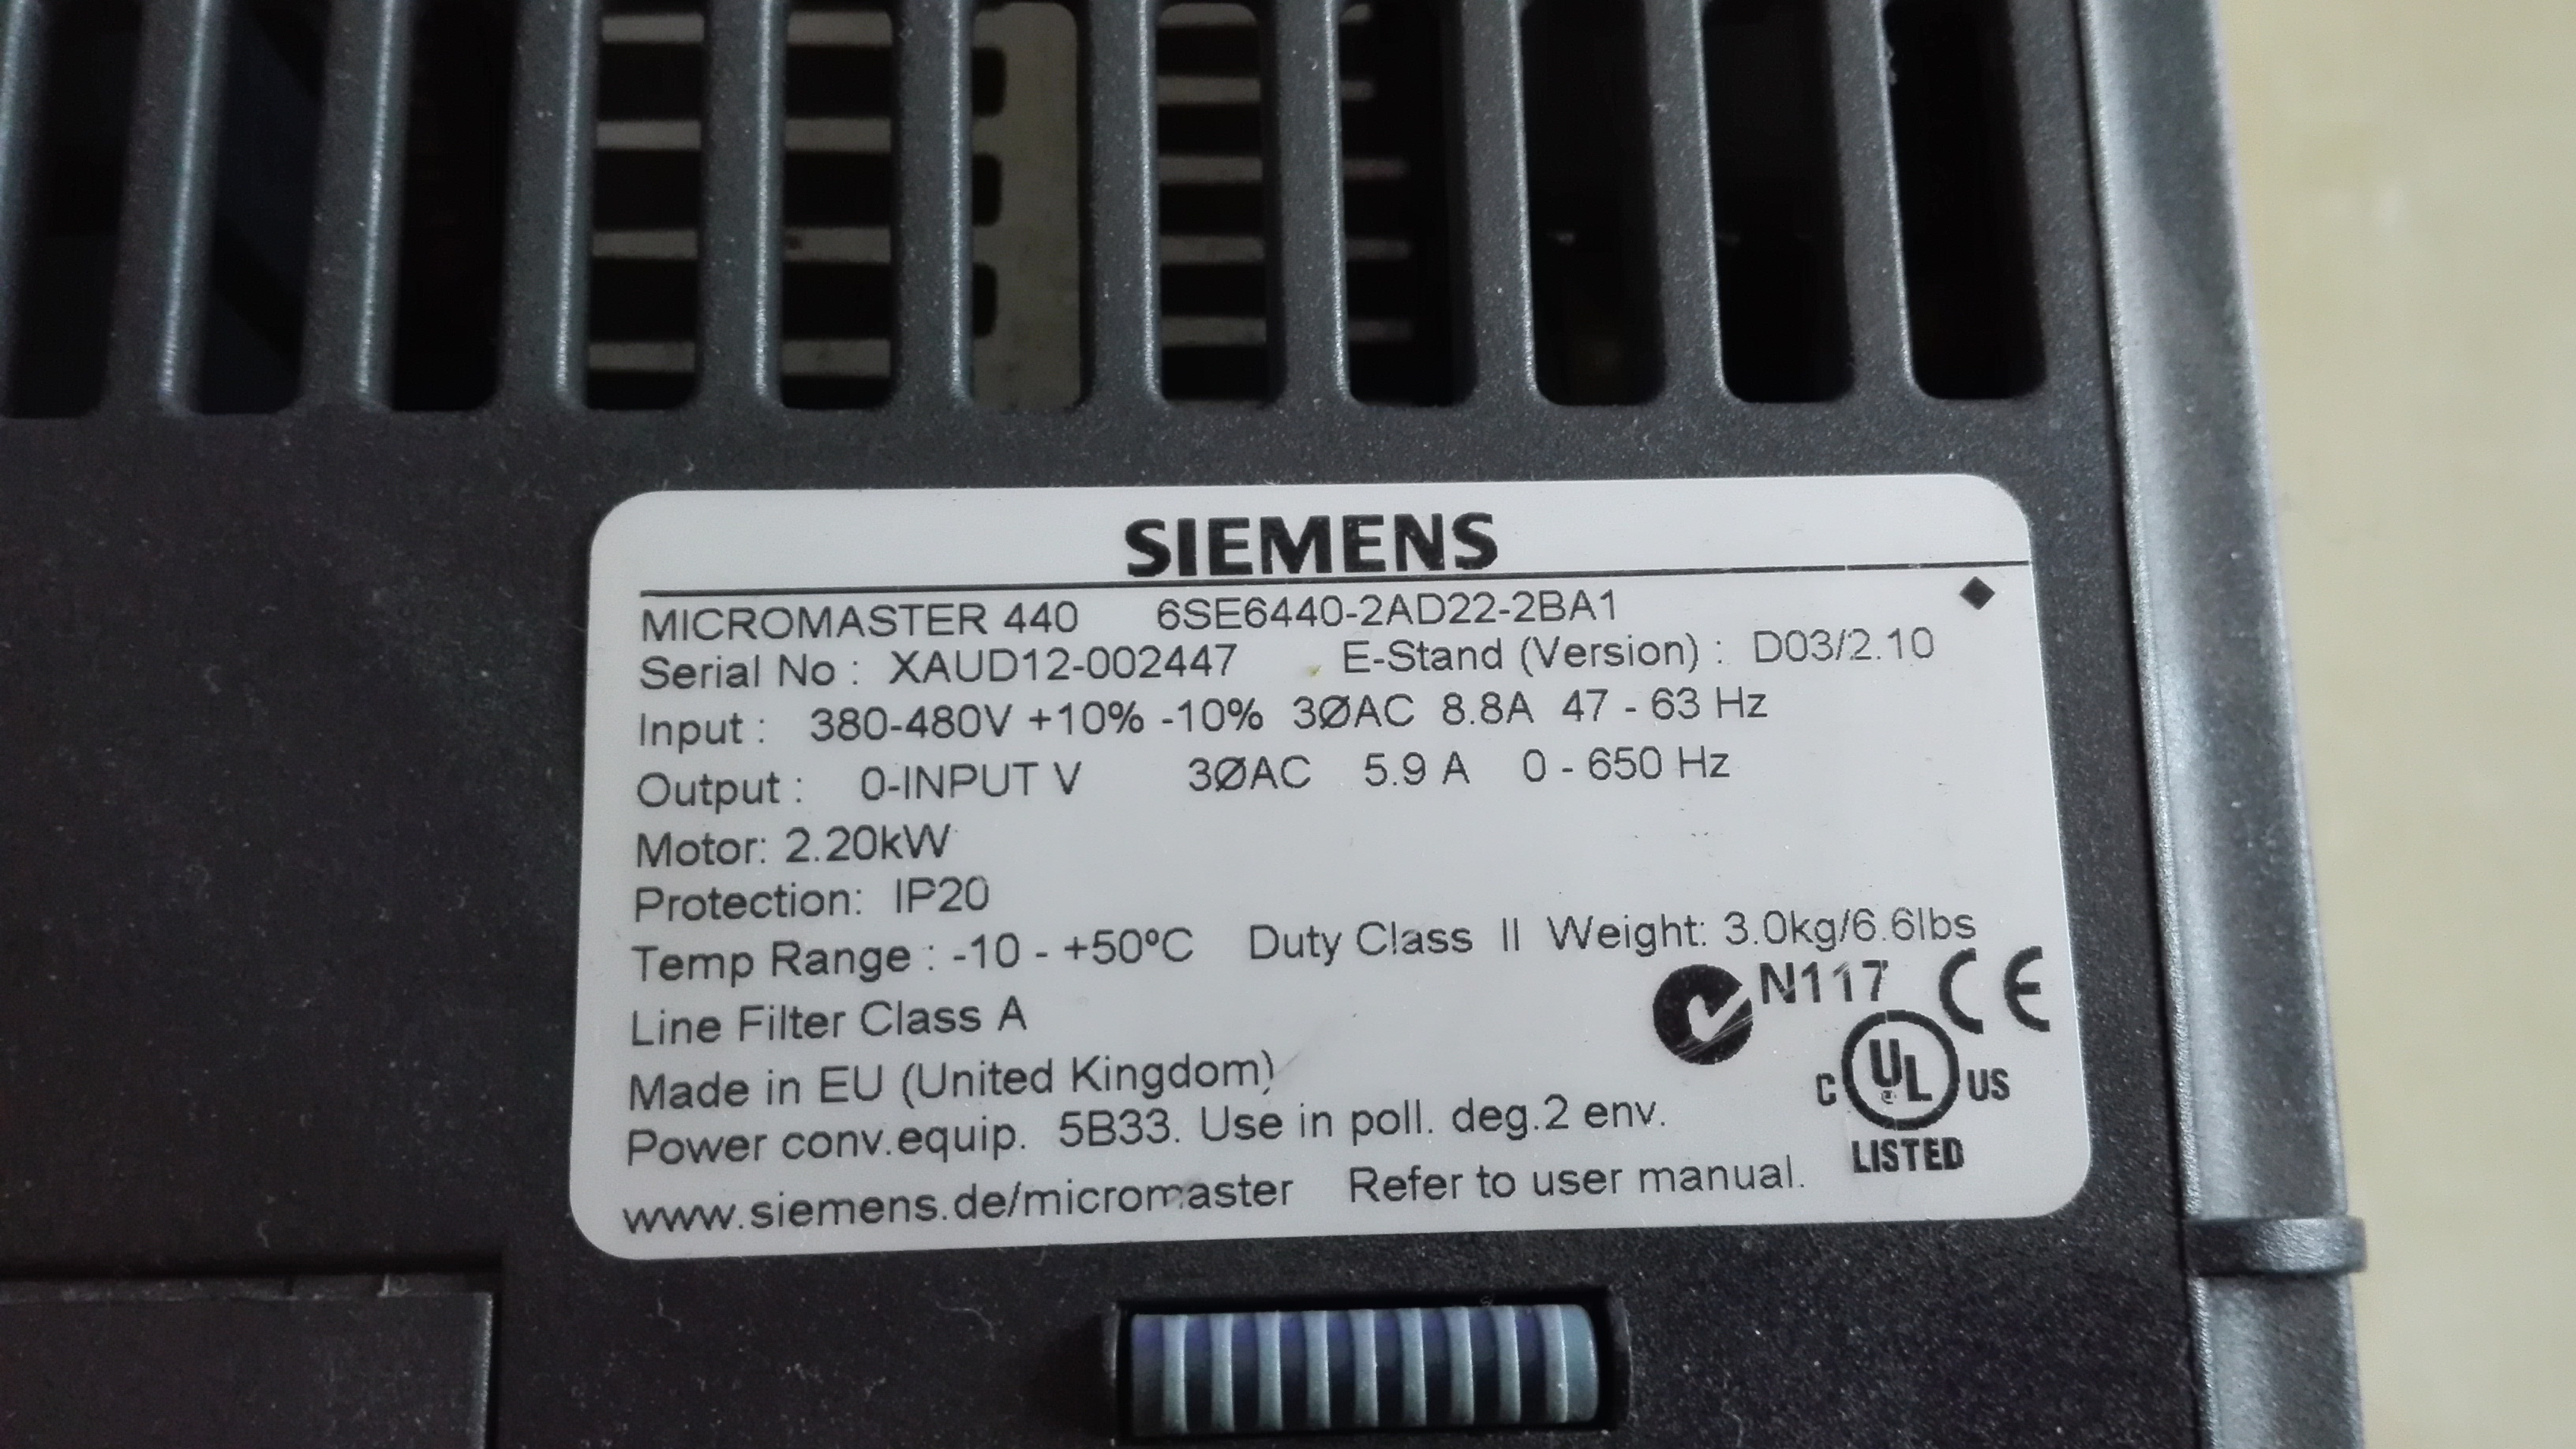 SIEMENS
MICROMASTER 440 6SE6440-2AD22-2BA1
Serial No : XAUD12-002447 E-Stand (Version) : D03/2.10
Input : 380-480V +10% -10% 3ØAC 8.8A 47 - 63 Hz
Output : 0-INPUT V 3ØAC 5.9 A 0 - 650 Hz
Motor: 2.20kW
Protection: IP20
Temp Range : -10 - +50ºC Duty Class II Weight: 3.0kg/6.6lbs
N117 CE
Line Filter Class A
Made in EU (United Kingdom)
C UL US
LISTED
Power conv.equip. 5B33. Use in poll. deg.2 env.
www.siemens.de/micromaster Refer to user manual.